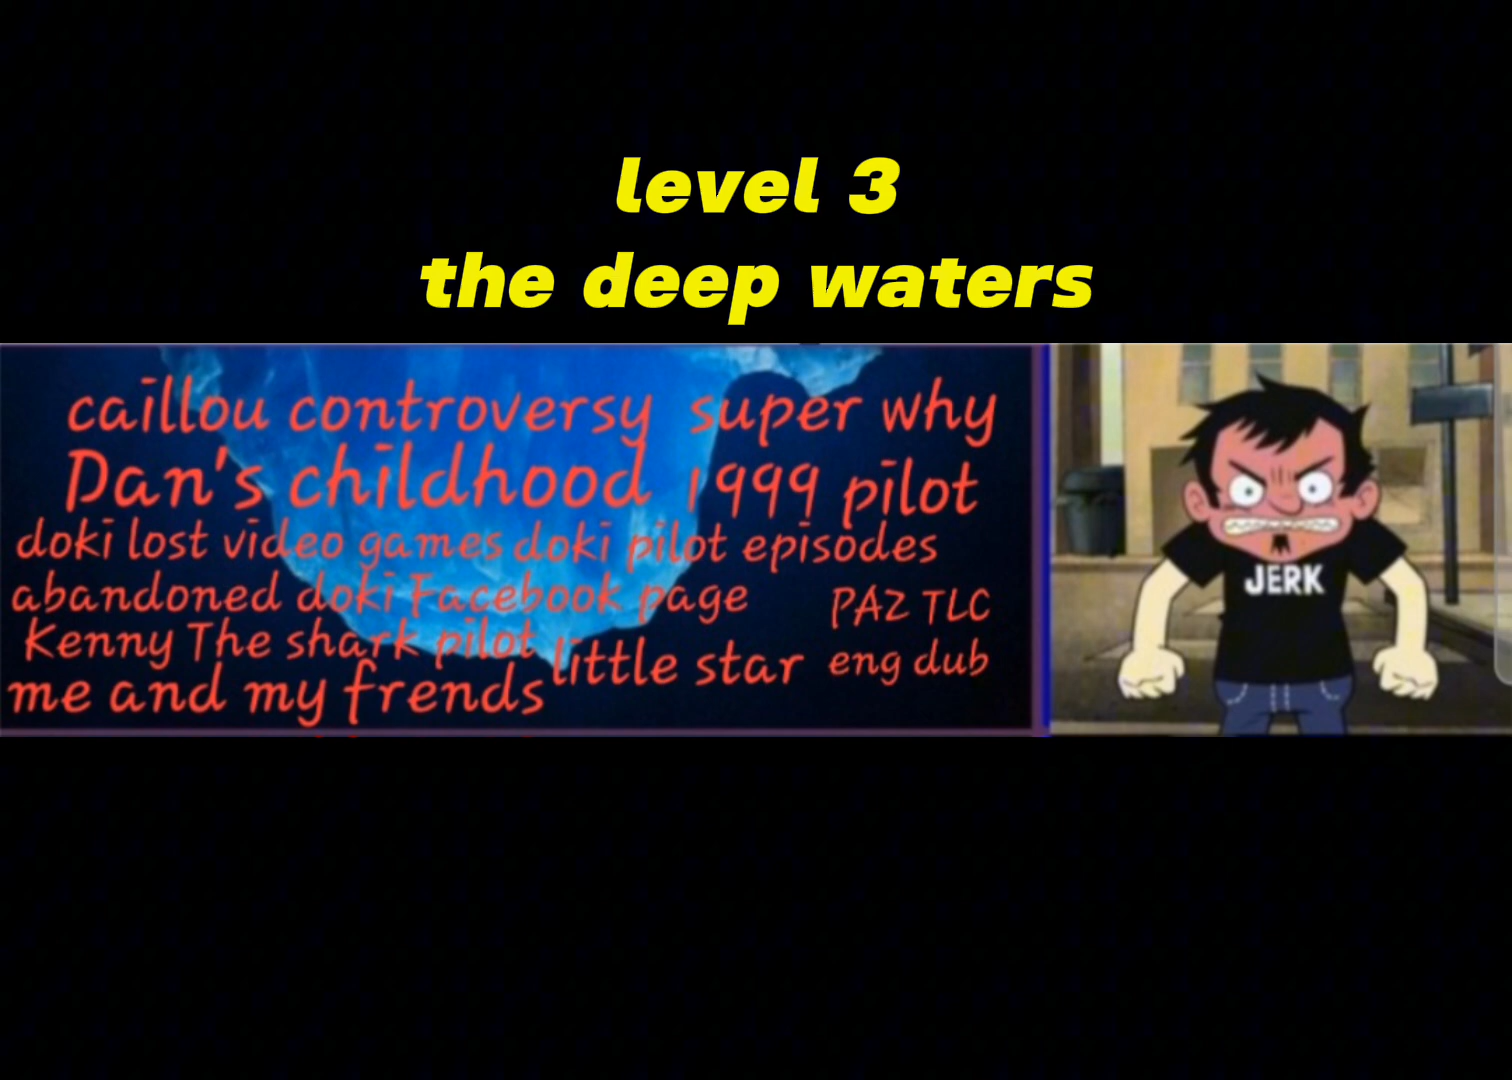 level 3
the deep waters
caillou controversy super why
Dan's childhood 1999 pilot
doki lost video games doki pilot episodes
abandoned doki Facebook page PAZ TLC
Kenny The shark pilot little star eng dub
me and my frends
JERK